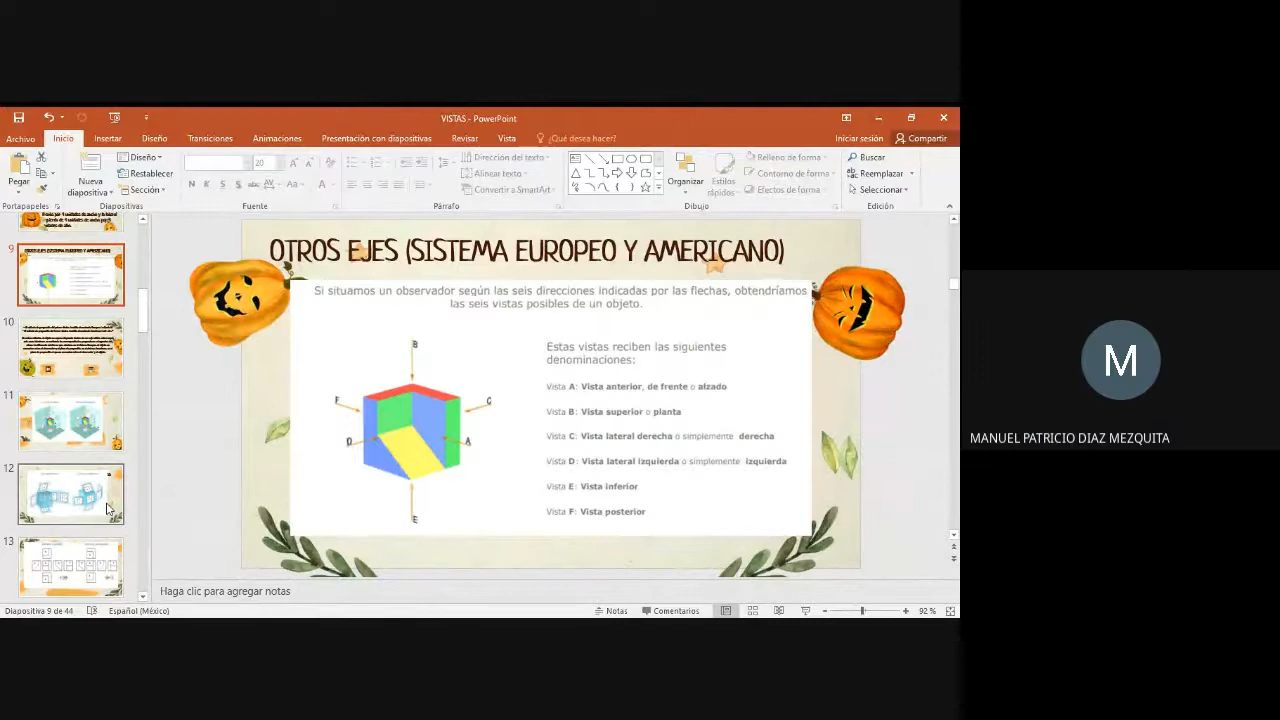 VISTAS - PowerPoint
Archivo Inicio Insertar Diseño Transiciones Animaciones Presentación con diapositivas Revisar Vista ¿Qué desea hacer? Iniciar sesión Compartir
Pegar
Nueva diapositiva
Diseño
Restablecer
Sección
20
N K S S abc AV Aa A
Dirección del texto
Alinear texto
Convertir a SmartArt
Organizar
Estilos rápidos
Relleno de forma
Contorno de forma
Efectos de forma
Buscar
Reemplazar
Seleccionar
Portapapeles Diapositivas Fuente Párrafo Dibujo Edición
9
10
11
12
13
OTROS EJES (SISTEMA EUROPEO Y AMERICANO)
Si situamos un observador según las seis direcciones indicadas por las flechas, obtendríamos
las seis vistas posibles de un objeto.
B
F
C
D
A
E
Estas vistas reciben las siguientes
denominaciones:
Vista A: Vista anterior, de frente o alzado
Vista B: Vista superior o planta
Vista C: Vista lateral derecha o simplemente derecha
Vista D: Vista lateral izquierda o simplemente izquierda
Vista E: Vista inferior
Vista F: Vista posterior
Haga clic para agregar notas
Diapositiva 9 de 44 Español (México) Notas Comentarios 92 %
M
MANUEL PATRICIO DIAZ MEZQUITA